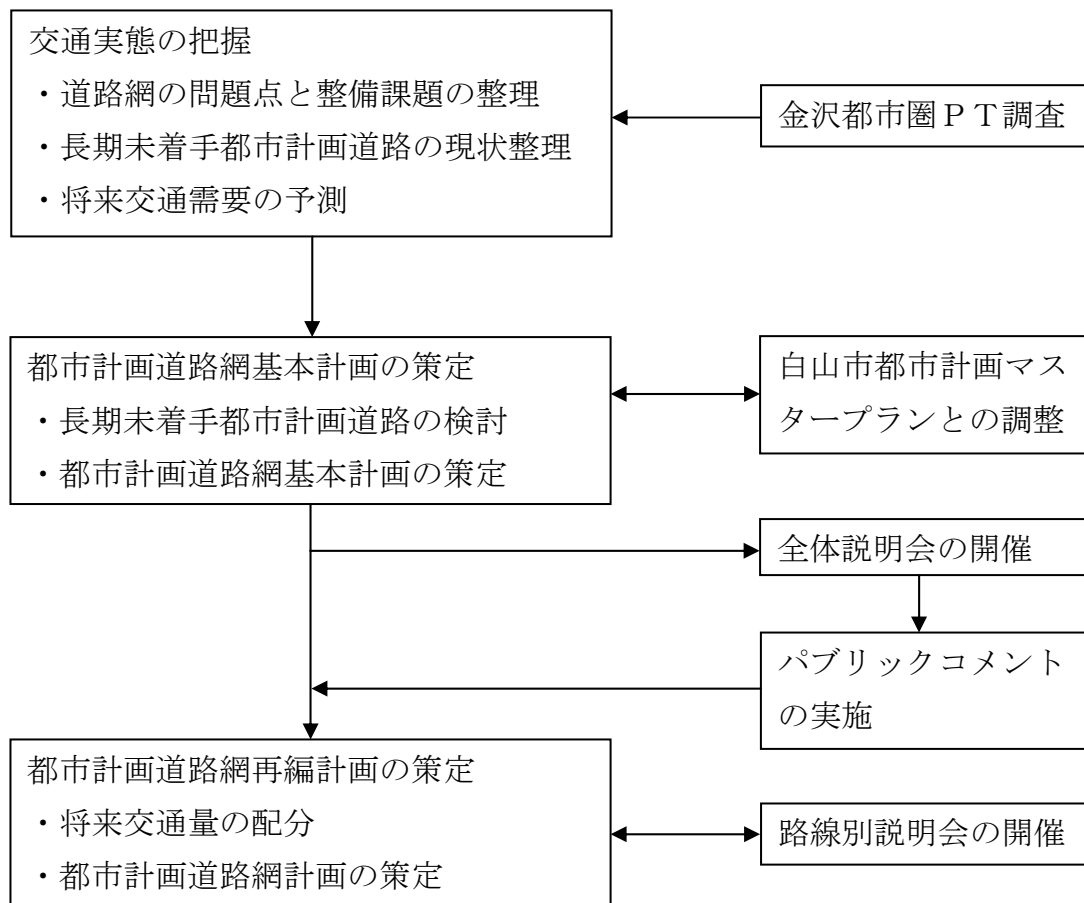 交通実態の把握
・道路網の問題点と整備課題の整理
・長期未着手都市計画道路の現状整理
・将来交通需要の予測
金沢都市圏ＰＴ調査
都市計画道路網基本計画の策定
・長期未着手都市計画道路の検討
・都市計画道路網基本計画の策定
白山市都市計画マス
タープランとの調整
全体説明会の開催
パブリックコメント
の実施
都市計画道路網再編計画の策定
・将来交通量の配分
・都市計画道路網計画の策定
路線別説明会の開催